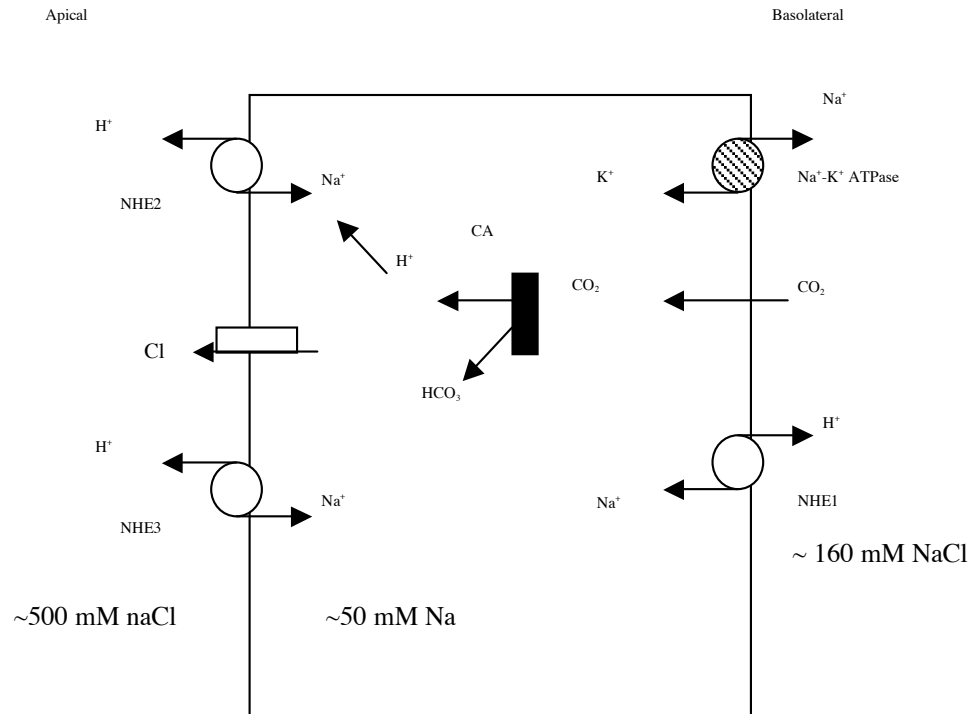 Apical
Basolateral
Na⁺
H⁺
Na⁺
K⁺
Na⁺-K⁺ ATPase
NHE2
CA
H⁺
CO₂
CO₂
Cl
HCO₃
H⁺
H⁺
Na⁺
Na⁺
NHE1
NHE3
~ 160 mM NaCl
~500 mM naCl
~50 mM Na